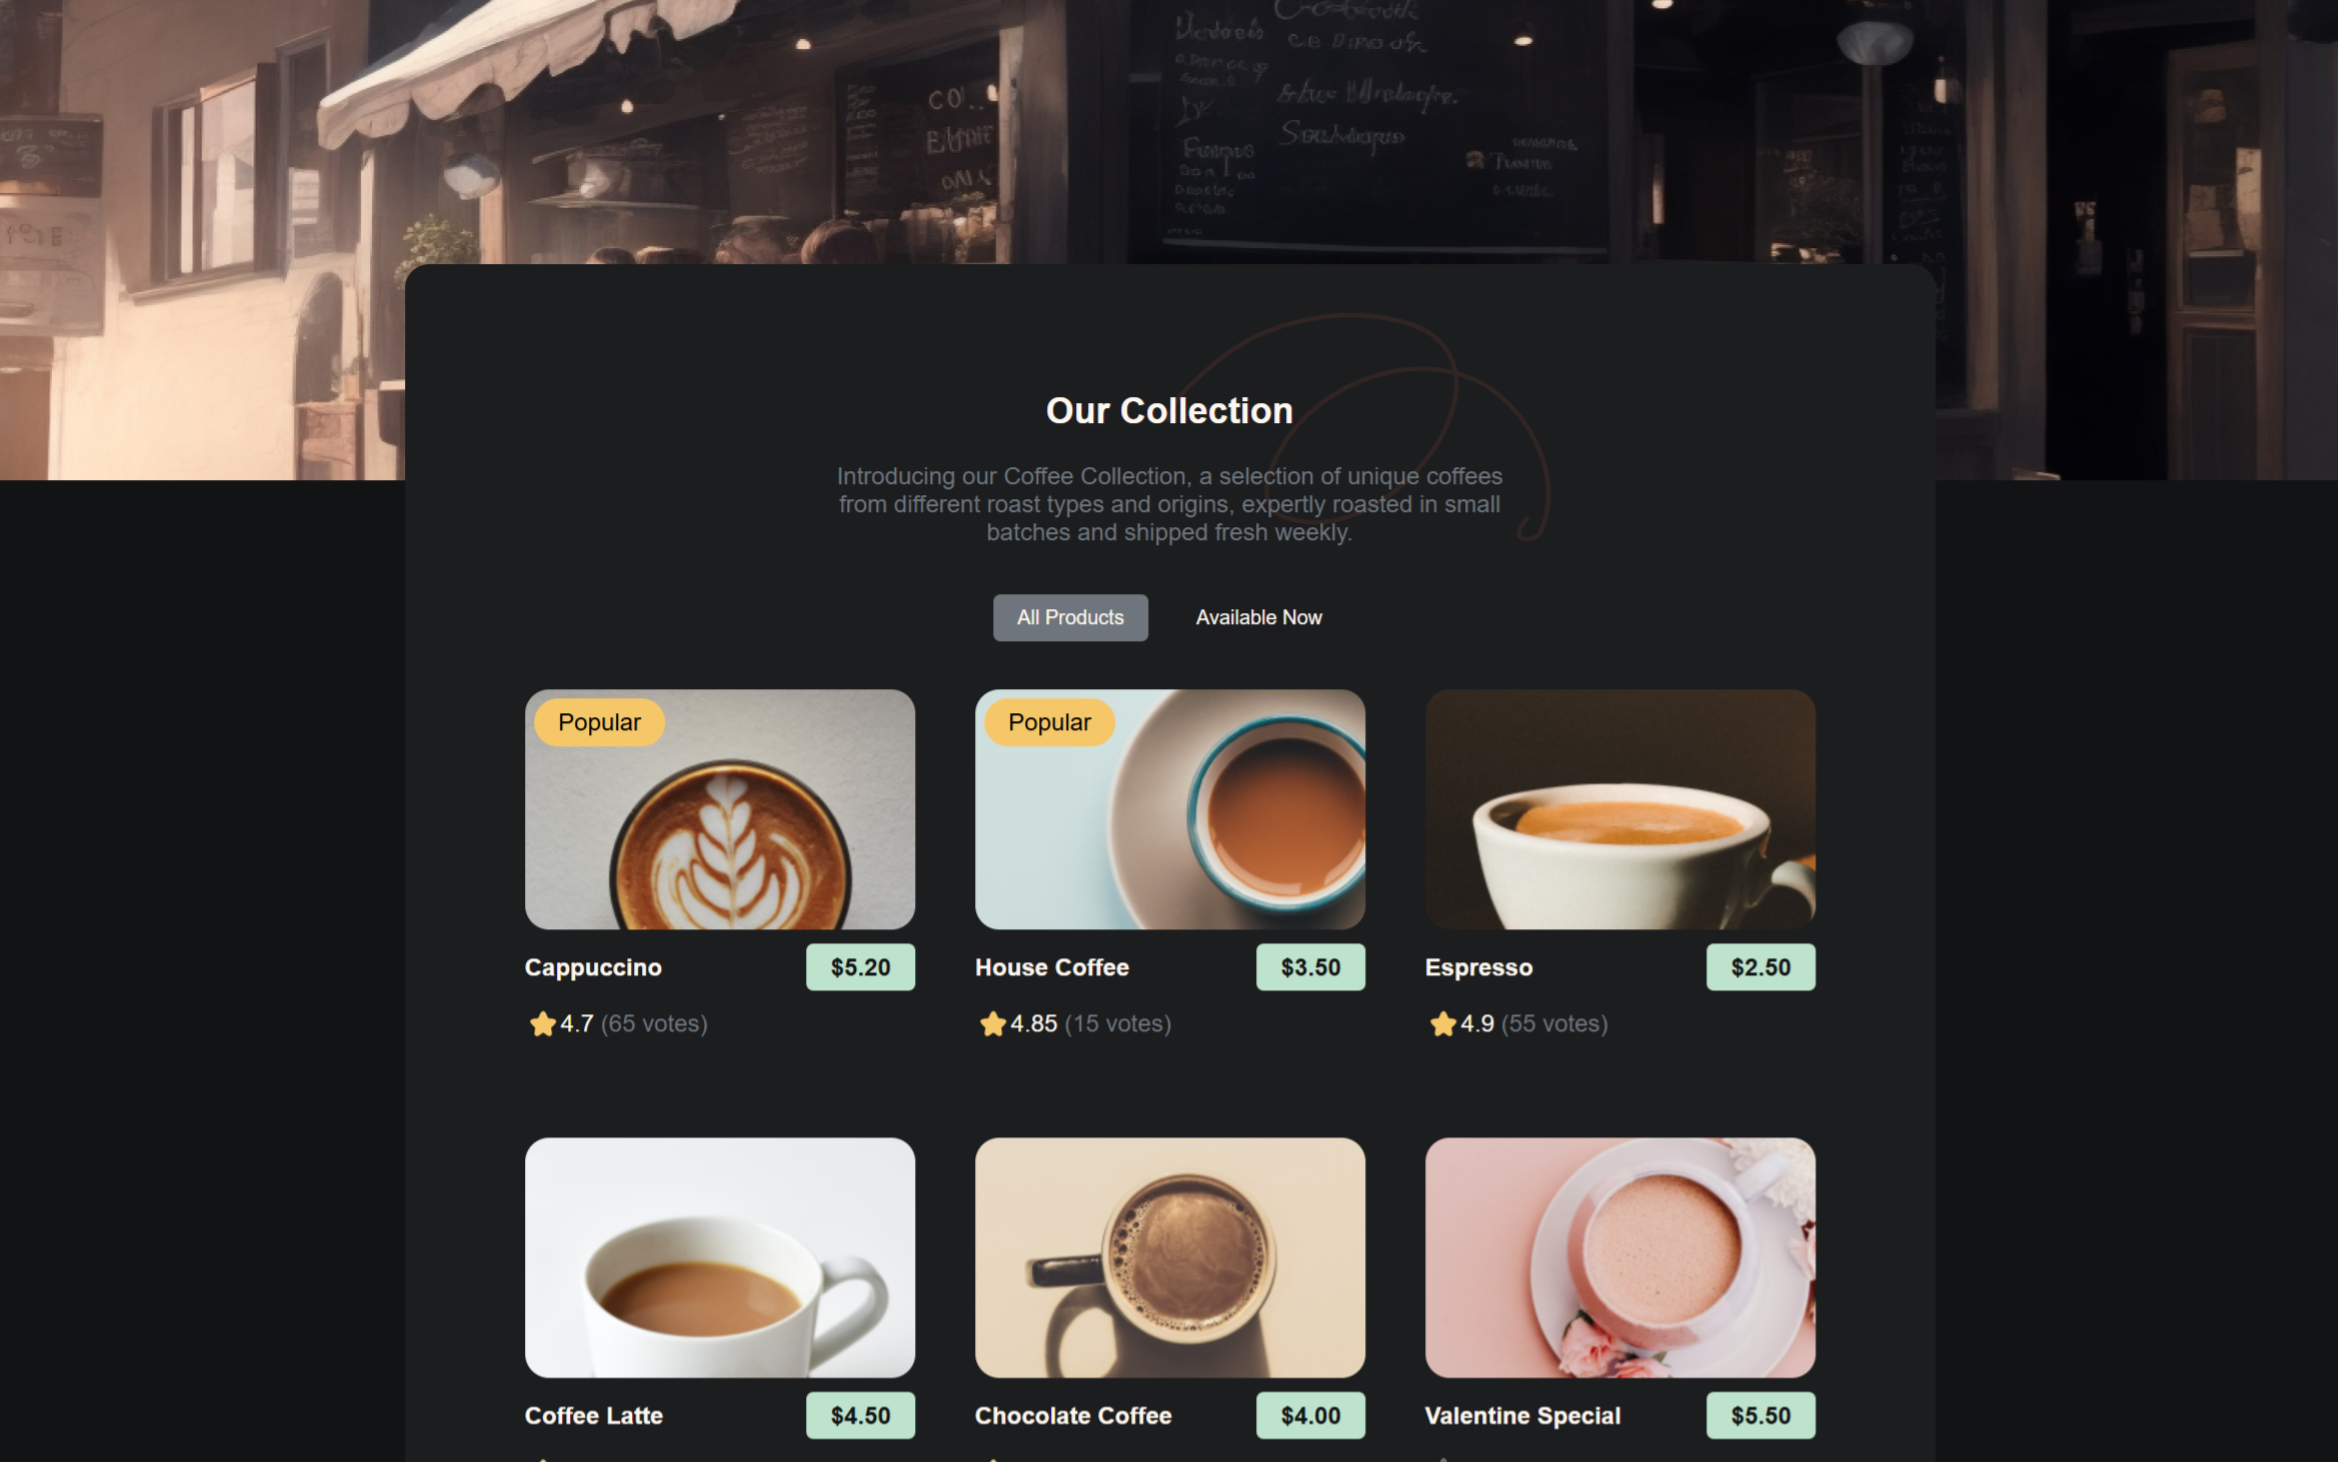 Our Collection
Introducing our Coffee Collection, a selection of unique coffees
from different roast types and origins, expertly roasted in small
batches and shipped fresh weekly.
All Products
Available Now
Popular
Popular
Cappuccino
$5.20
House Coffee
$3.50
Espresso
$2.50
4.7 (65 votes)
4.85 (15 votes)
4.9 (55 votes)
Coffee Latte
$4.50
Chocolate Coffee
$4.00
Valentine Special
$5.50